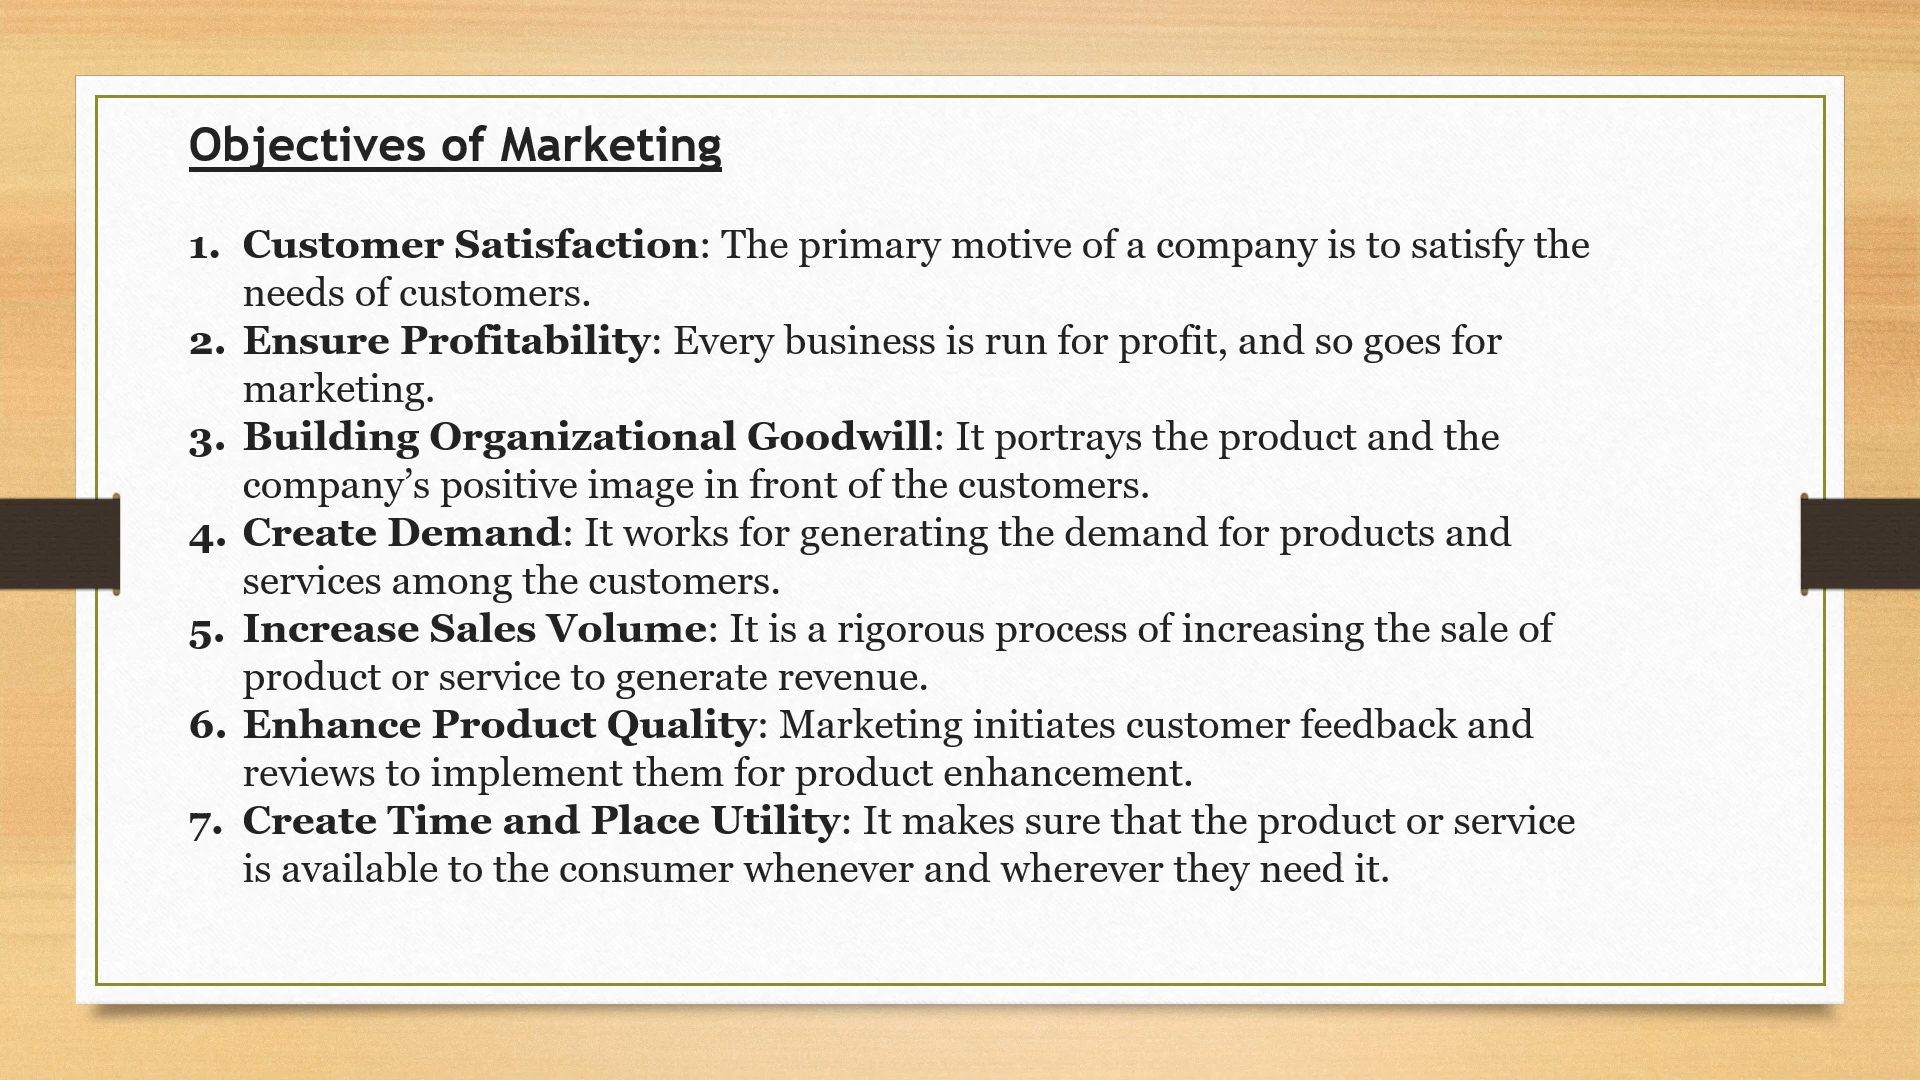 Objectives of Marketing
1. Customer Satisfaction: The primary motive of a company is to satisfy the
needs of customers.
2. Ensure Profitability: Every business is run for profit, and so goes for
marketing.
3. Building Organizational Goodwill: It portrays the product and the
company’s positive image in front of the customers.
4. Create Demand: It works for generating the demand for products and
services among the customers.
5. Increase Sales Volume: It is a rigorous process of increasing the sale of
product or service to generate revenue.
6. Enhance Product Quality: Marketing initiates customer feedback and
reviews to implement them for product enhancement.
7. Create Time and Place Utility: It makes sure that the product or service
is available to the consumer whenever and wherever they need it.